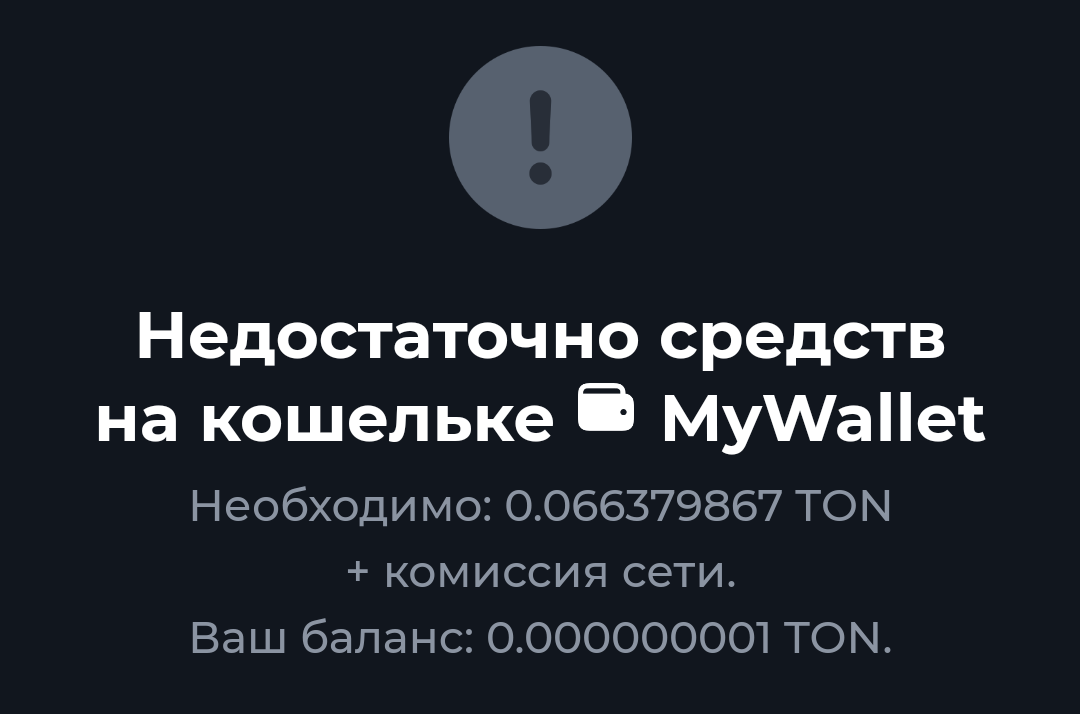 Недостаточно средств
на кошельке MyWallet
Необходимо: 0.066379867 TON
+ комиссия сети.
Ваш баланс: 0.000000001 TON.